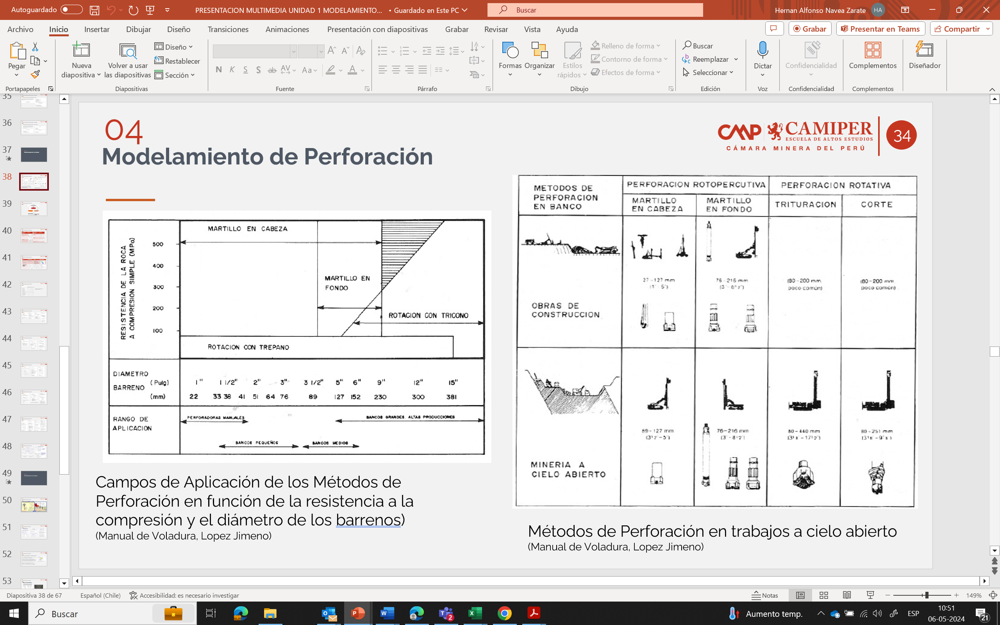 Autoguardado
PRESENTACION MULTIMEDIA UNIDAD 1 MODELAMIENTO... • Guardado en Este PC
Buscar
Hernan Alfonso Navea Zarate
HA
Archivo Inicio Insertar Dibujar Diseño Transiciones Animaciones Presentación con diapositivas Grabar Revisar Vista Ayuda
Grabar
Presentar en Teams
Compartir
Pegar
Nueva diapositiva
Volver a usar las diapositivas
Diseño
Restablecer
Sección
N K S S ab AV Aa A
Formas
Organizar
Estilos rápidos
Relleno de forma
Contorno de forma
Efectos de forma
Buscar
Reemplazar
Seleccionar
Dictar
Confidencialidad
Complementos
Diseñador
Portapapeles Diapositivas Fuente Párrafo Dibujo Edición Voz Confidencialidad Complementos
35
36
37
38
39
40
41
42
43
44
45
46
47
48
49
50
51
52
53
04
Modelamiento de Perforación
CMP CAMIPER
ESCUELA DE ALTOS ESTUDIOS
CÁMARA MINERA DEL PERÚ
34
RESISTENCIA DE LA ROCA
A COMPRESION SIMPLE (MPa)
500
400
300
200
100
MARTILLO EN CABEZA
MARTILLO EN
FONDO
ROTACION CON TRICONO
ROTACION CON TREPANO
DIAMETRO
BARRENO
(Pulg) 1" 1 1/2" 2" 3" 3 1/2" 5" 6" 9" 12" 15"
(mm) 22 33 38 41 51 64 76 89 127 152 230 300 381
RANGO DE
APLICACION
PERFORADORAS MANUALES
BANCOS GRANDES. ALTAS PRODUCCIONES
BANCOS PEQUEÑOS
BANCOS MEDIOS
Campos de Aplicación de los Métodos de
Perforación en función de la resistencia a la
compresión y el diámetro de los barrenos)
(Manual de Voladura, Lopez Jimeno)
METODOS DE
PERFORACION
EN BANCO
PERFORACION ROTOPERCUTIVA
PERFORACION ROTATIVA
MARTILLO
EN CABEZA
MARTILLO
EN FONDO
TRITURACION
CORTE
27-127 mm
(1"-5")
76-216 mm
(80-200 mm.
poco común)
(80-200 mm.
poco común)
OBRAS DE
CONSTRUCCION
89-127 mm
76-216 mm
80-440 mm
80-251 mm
MINERIA A
CIELO ABIERTO
Métodos de Perforación en trabajos a cielo abierto
(Manual de Voladura, Lopez Jimeno)
Diapositiva 38 de 67
Español (Chile)
Accesibilidad: es necesario investigar
Notas
149%
Buscar
2
Aumento temp.
ESP
10:51
06-05-2024
21